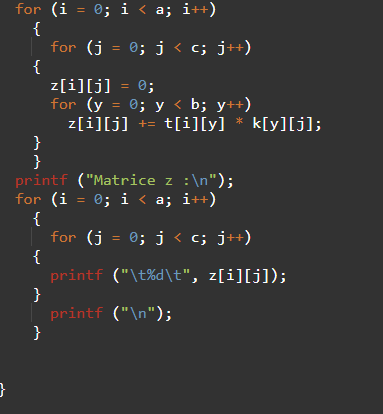 for (i = 0; i < a; i++)
{
for (j = 0; j < c; j++)
{
z[i][j] = 0;
for (y = 0; y < b; y++)
z[i][j] += t[i][y] * k[y][j];
}
}
printf ("Matrice z :\n");
for (i = 0; i < a; i++)
{
for (j = 0; j < c; j++)
{
printf ("\t%d\t", z[i][j]);
}
printf ("\n");
}
}